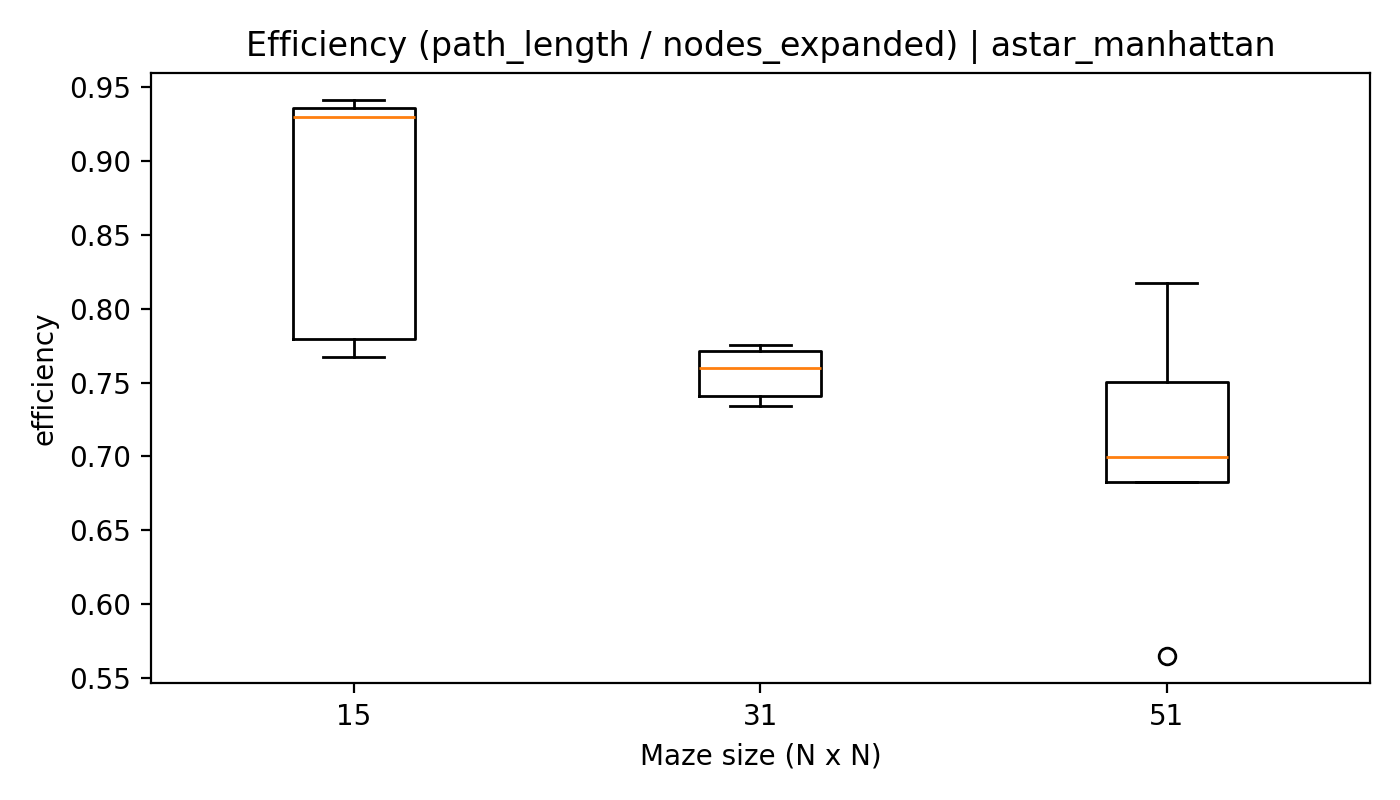 Efficiency (path_length / nodes_expanded) | astar_manhattan
0.95
0.90
0.85
0.80
0.75
0.70
0.65
0.60
0.55
efficiency
15 31 51
Maze size (N x N)